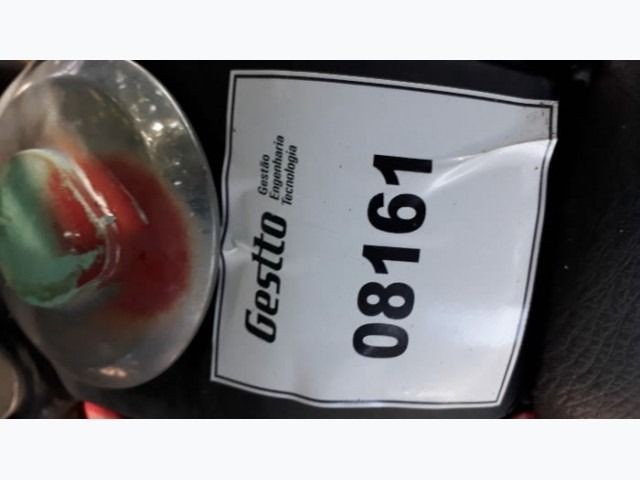 Gestto
Gestão
Engenharia
Tecnologia
08161